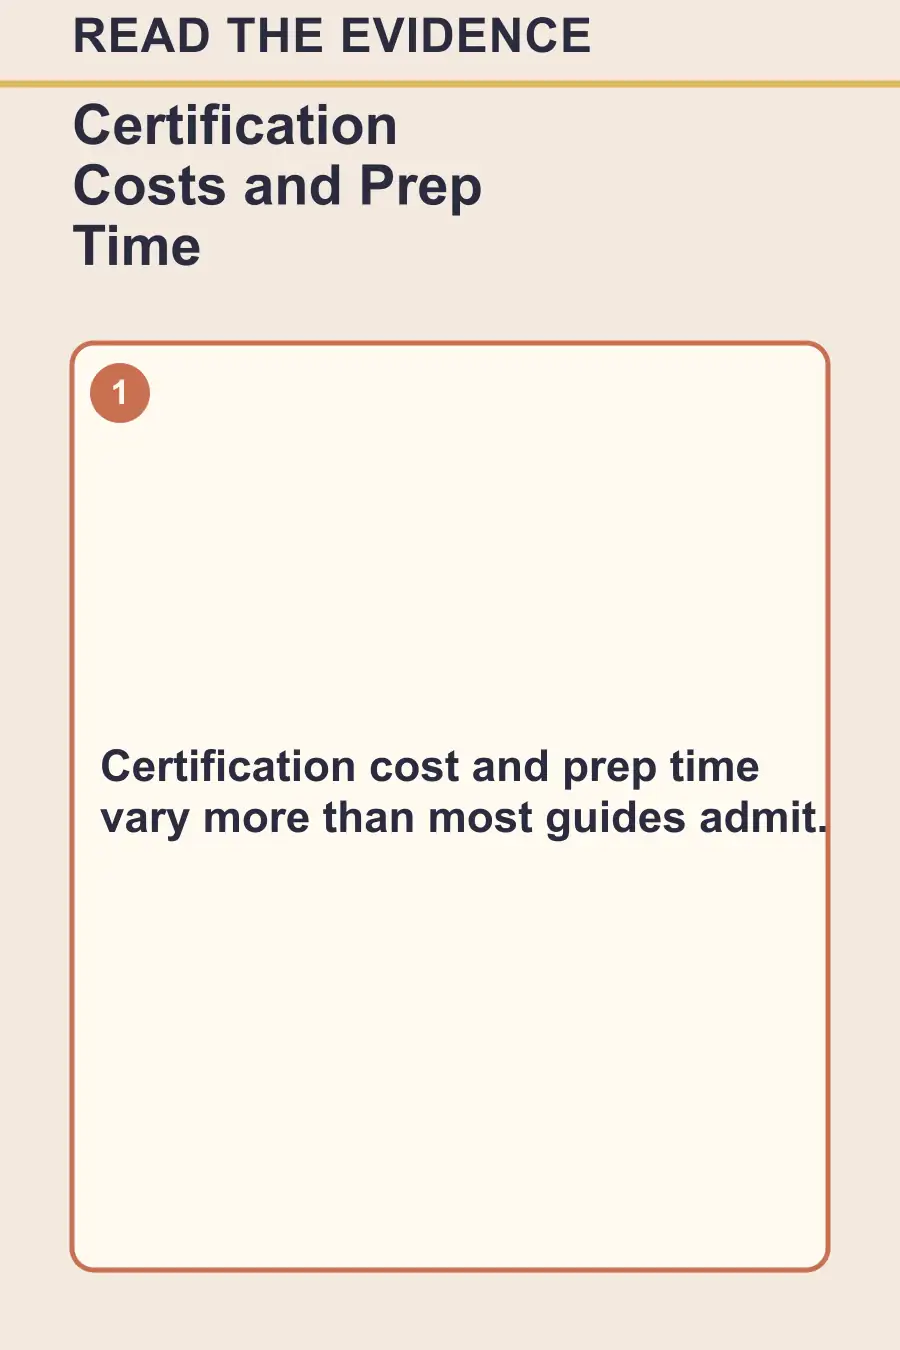 READ THE EVIDENCE
Certification
Costs and Prep
Time
1
Certification cost and prep time
vary more than most guides admit.